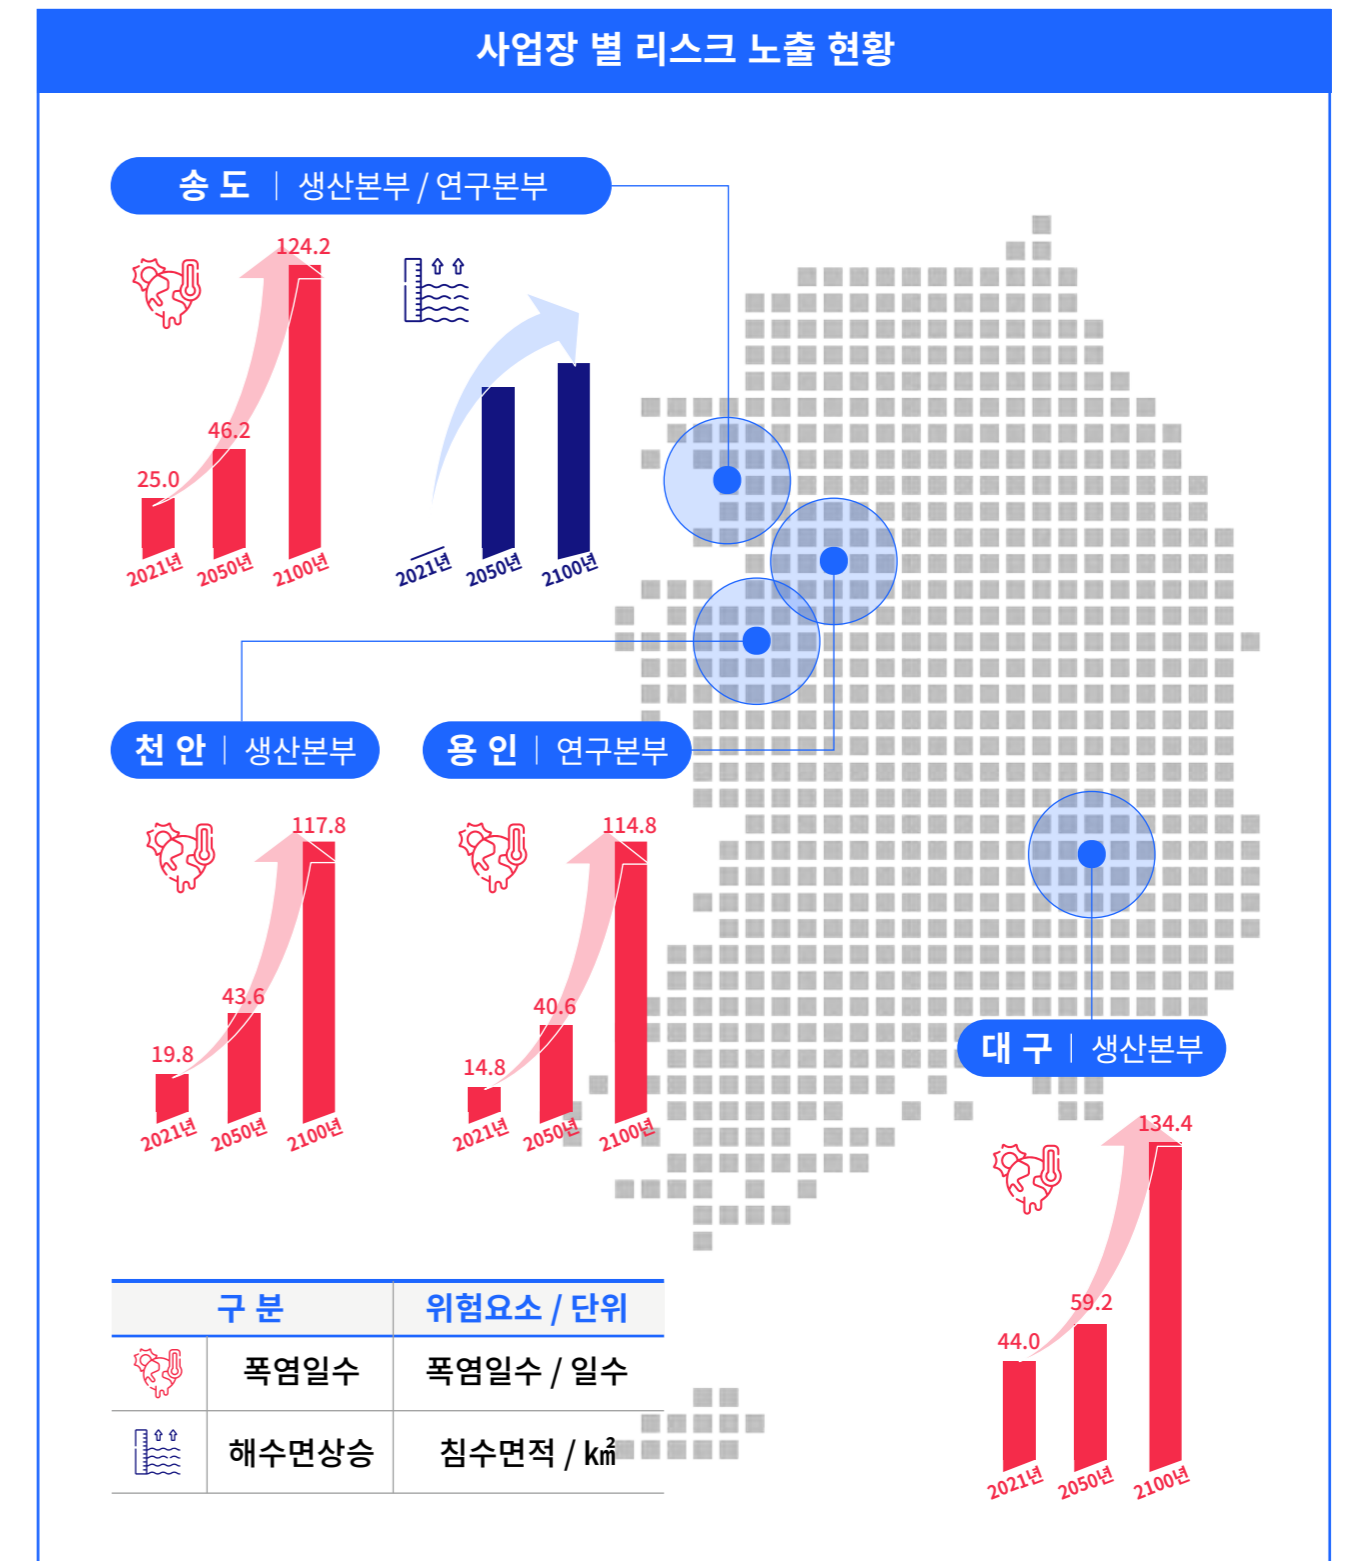 사업장 별 리스크 노출 현황
송 도 | 생산본부 / 연구본부
124.2
46.2
25.0
2021년 2050년 2100년
2021년 2050년 2100년
천 안 | 생산본부
117.8
43.6
19.8
2021년 2050년 2100년
용 인 | 연구본부
114.8
40.6
14.8
2021년 2050년 2100년
대 구 | 생산본부
134.4
59.2
44.0
2021년 2050년 2100년
구 분 위험요소 / 단위
폭염일수 폭염일수 / 일수
해수면상승 침수면적 / ㎢